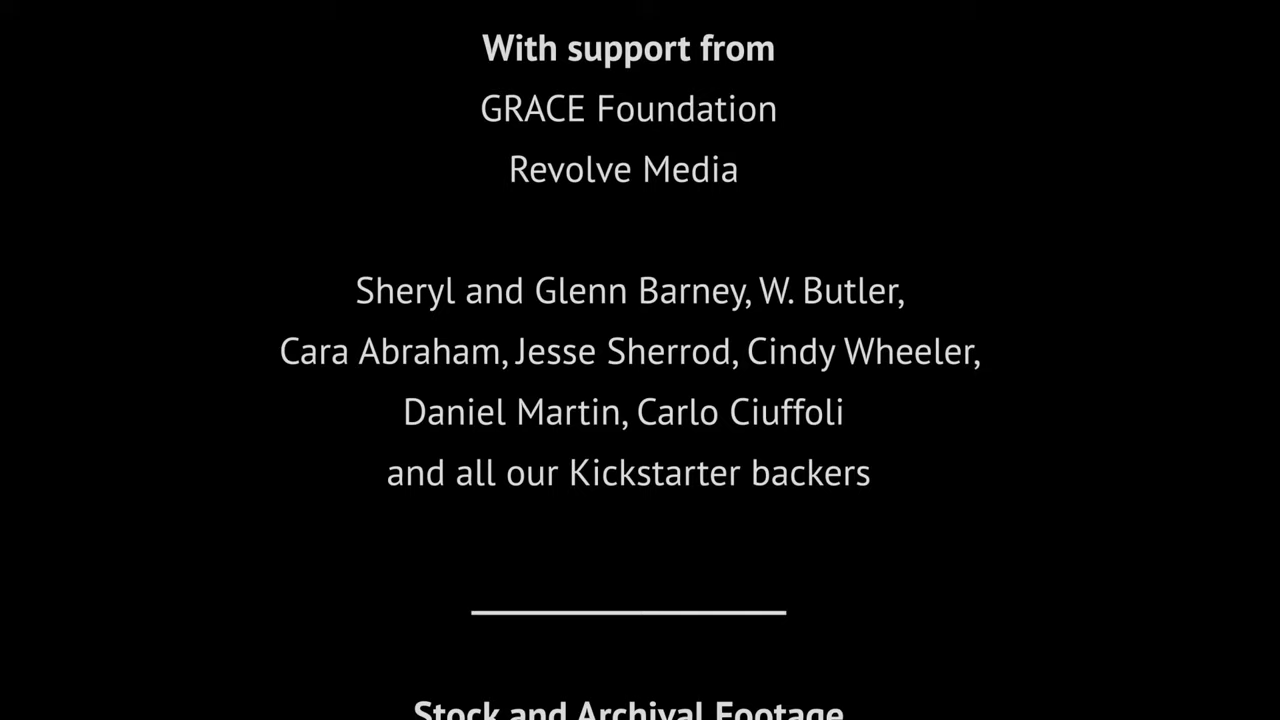 With support from
GRACE Foundation
Revolve Media
Sheryl and Glenn Barney, W. Butler,
Cara Abraham, Jesse Sherrod, Cindy Wheeler,
Daniel Martin, Carlo Ciuffoli
and all our Kickstarter backers
Stock and Archival Footage